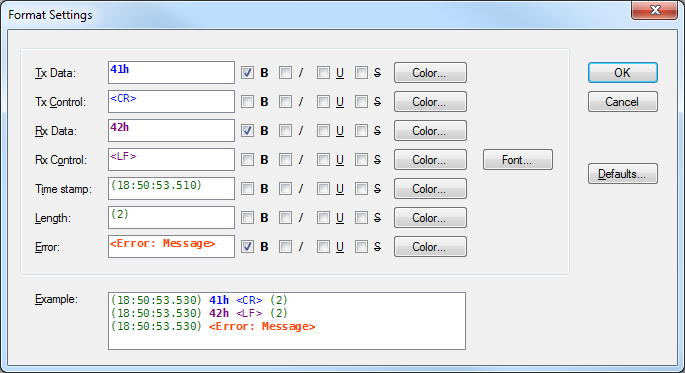 Format Settings
Tx Data: 41h B / U S Color...
Tx Control: <CR> B / U S Color...
Rx Data: 42h B / U S Color...
Rx Control: <LF> B / U S Color... Font...
Time stamp: (18:50:53.510) B / U S Color...
Length: (2) B / U S Color...
Error: <Error: Message> B / U S Color...
OK
Cancel
Defaults...
Example:
(18:50:53.530) 41h <CR> (2)
(18:50:53.530) 42h <LF> (2)
(18:50:53.530) <Error: Message>